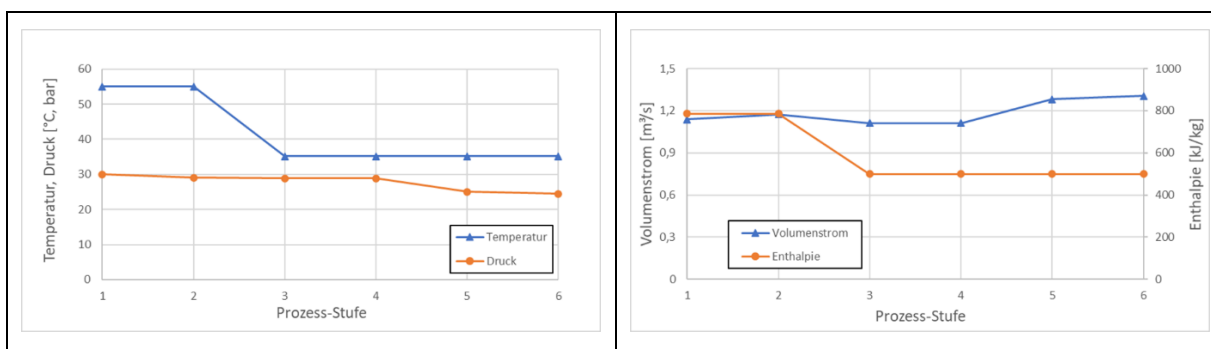 Temperatur, Druck [°C, bar]
60
50
40
30
20
10
0
1 2 3 4 5 6
Prozess-Stufe
Temperatur
Druck
Volumenstrom [m³/s]
1,5
1,2
0,9
0,6
0,3
0
1 2 3 4 5 6
Prozess-Stufe
Volumenstrom
Enthalpie
1000
800
600
400
200
0
Enthalpie [kJ/kg]